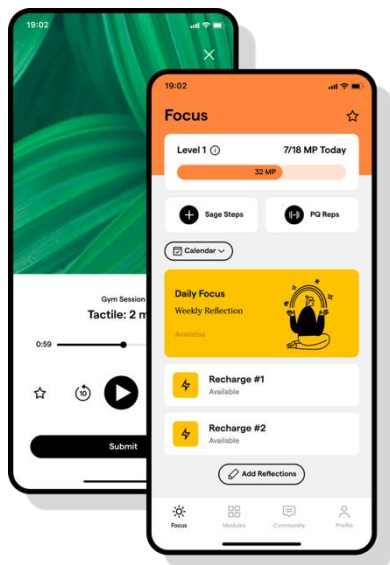 19:02
Gym Session
Tactile: 2 m
0:59
10
Submit
19:02
Focus
Level 1
7/18 MP Today
32 MP
Sage Steps
PQ Reps
Calendar
Daily Focus
Weekly Reflection
Available
Recharge #1
Available
Recharge #2
Available
Add Reflections
Focus
Modules
Community
Profile